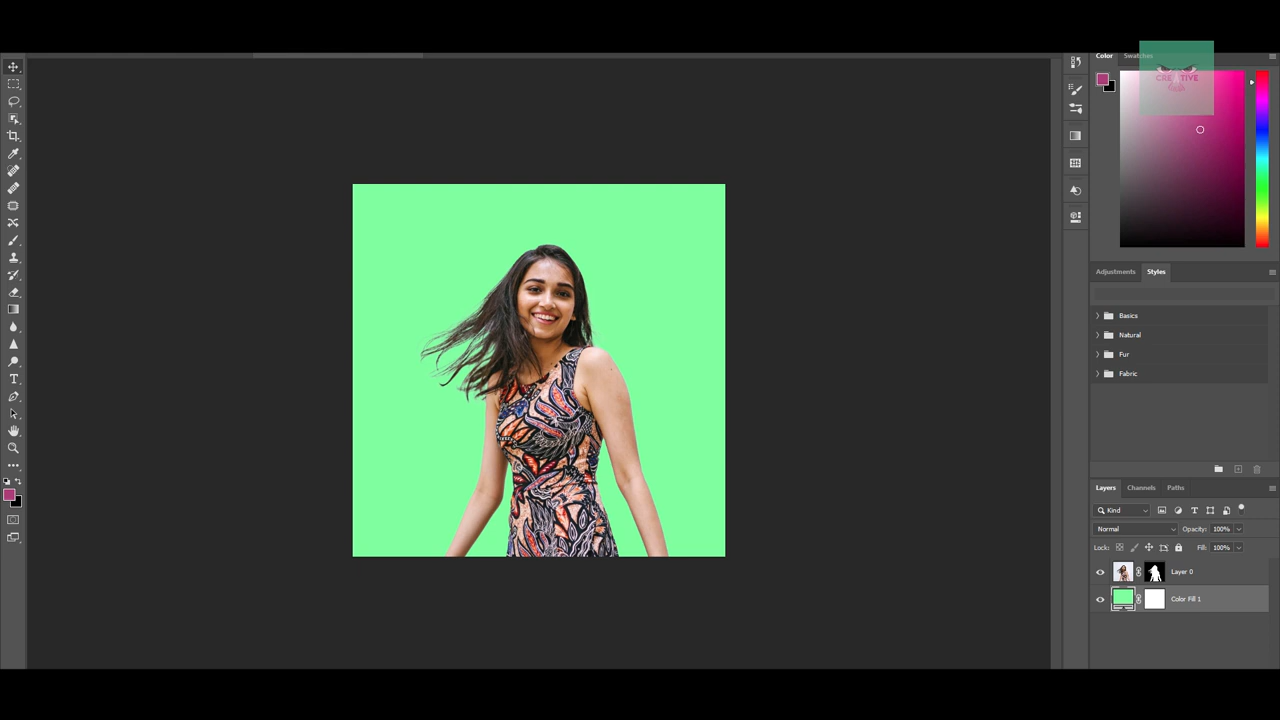 Color Swatches
CREATIVE
Adjustments Styles
Basics
Natural
Fur
Fabric
Layers Channels Paths
Kind
Normal Opacity: 100%
Lock: Fill: 100%
Layer 0
Color Fill 1